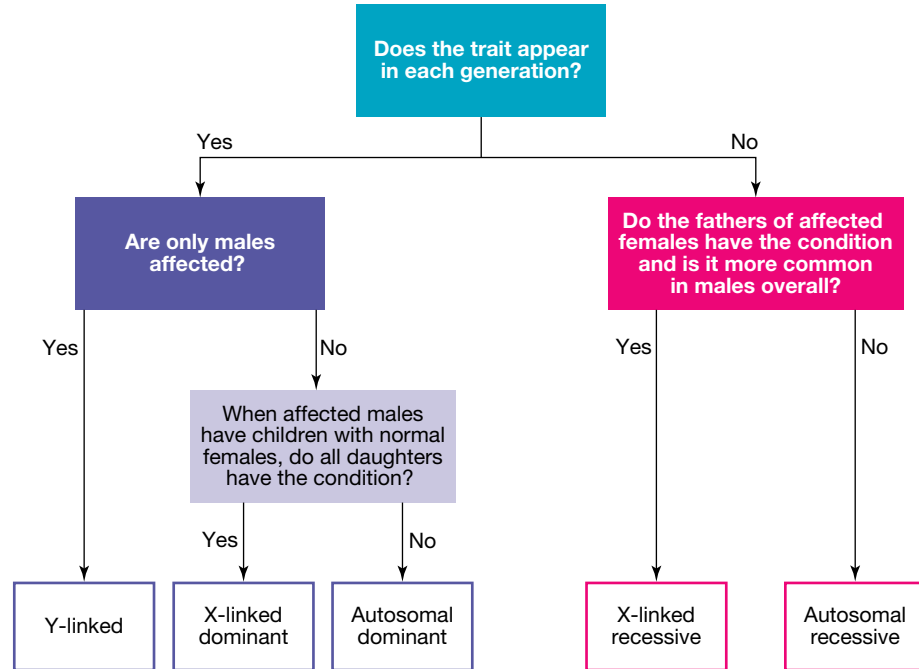 Does the trait appear
in each generation?
Yes
No
Are only males
affected?
Do the fathers of affected
females have the condition
and is it more common
in males overall?
Yes
No
Yes
No
When affected males
have children with normal
females, do all daughters
have the condition?
Yes
No
Y-linked
X-linked
dominant
Autosomal
dominant
X-linked
recessive
Autosomal
recessive